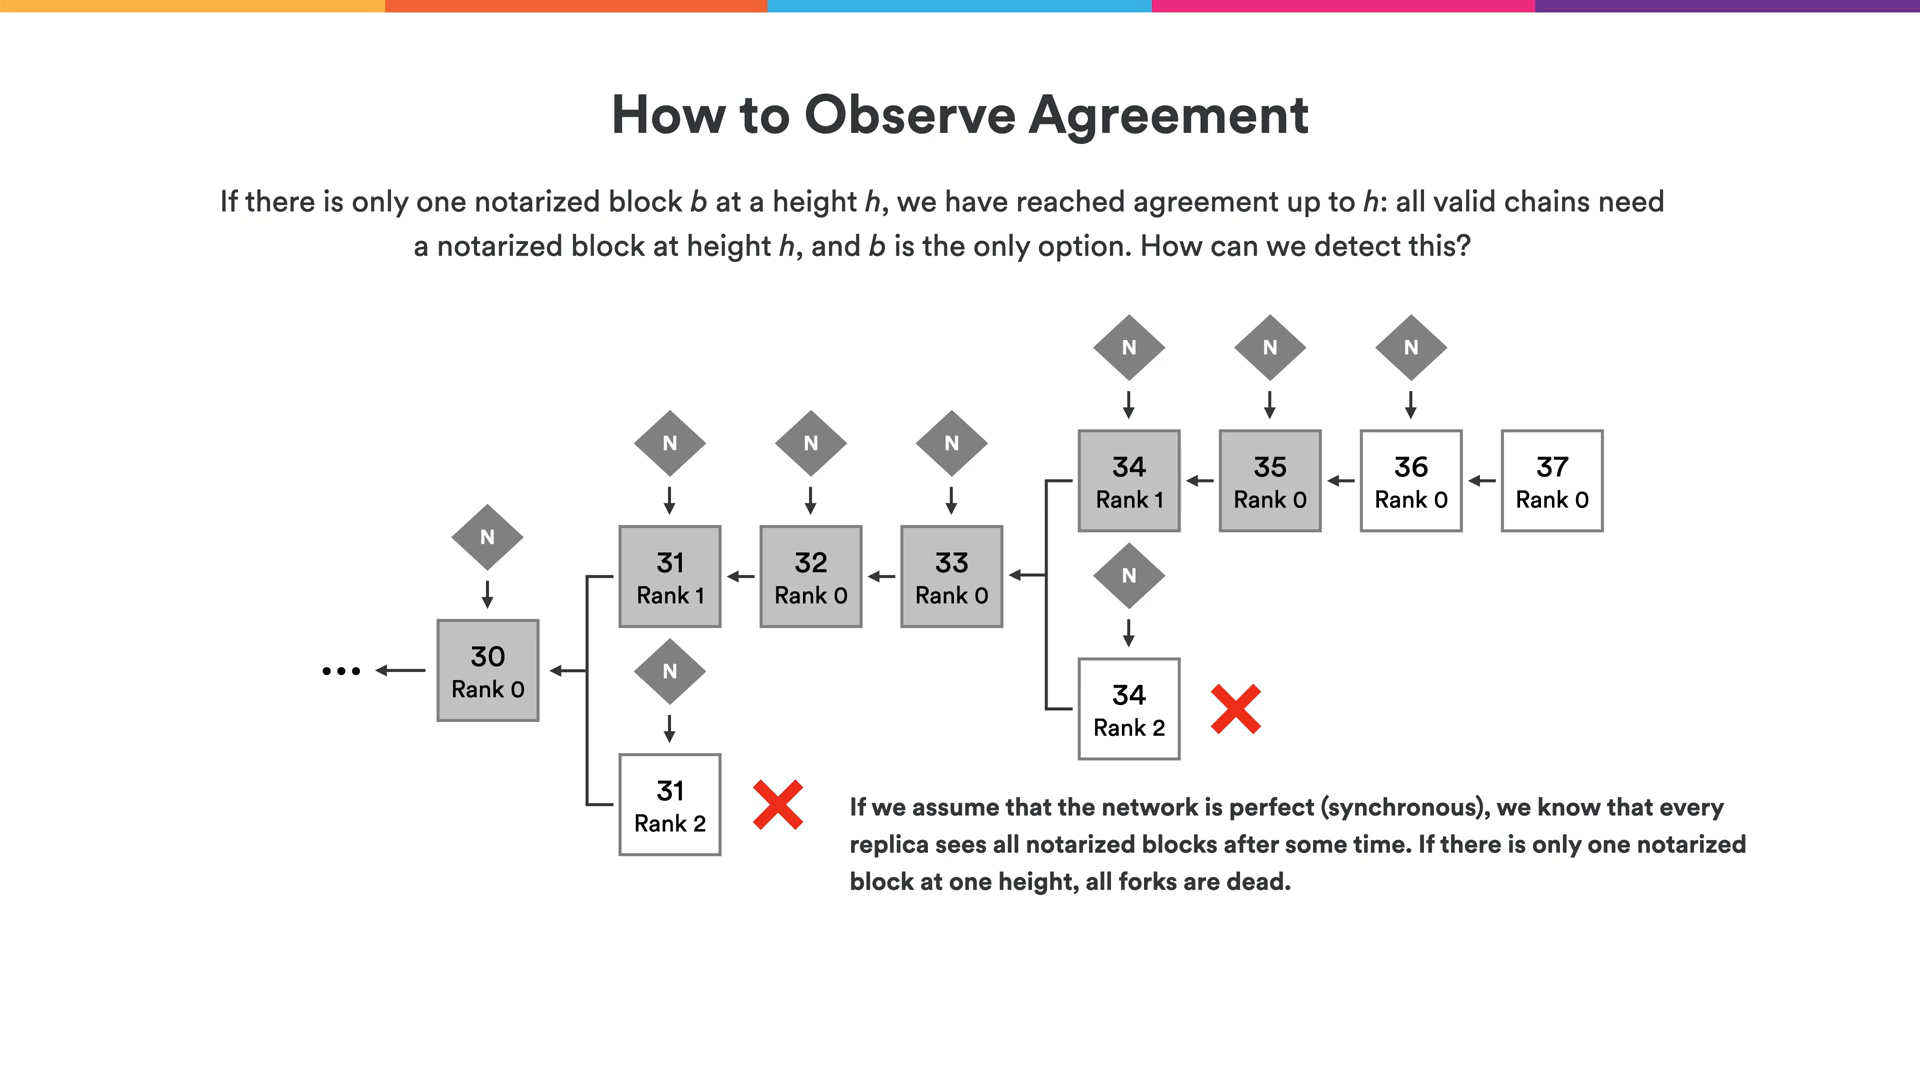 How to Observe Agreement
If there is only one notarized block b at a height h, we have reached agreement up to h: all valid chains need
a notarized block at height h, and b is the only option. How can we detect this?
N
N
N
34
Rank 1
35
Rank 0
36
Rank 0
37
Rank 0
N
N
N
31
Rank 1
32
Rank 0
33
Rank 0
N
30
Rank 0
...
N
31
Rank 2
N
34
Rank 2
If we assume that the network is perfect (synchronous), we know that every
replica sees all notarized blocks after some time. If there is only one notarized
block at one height, all forks are dead.